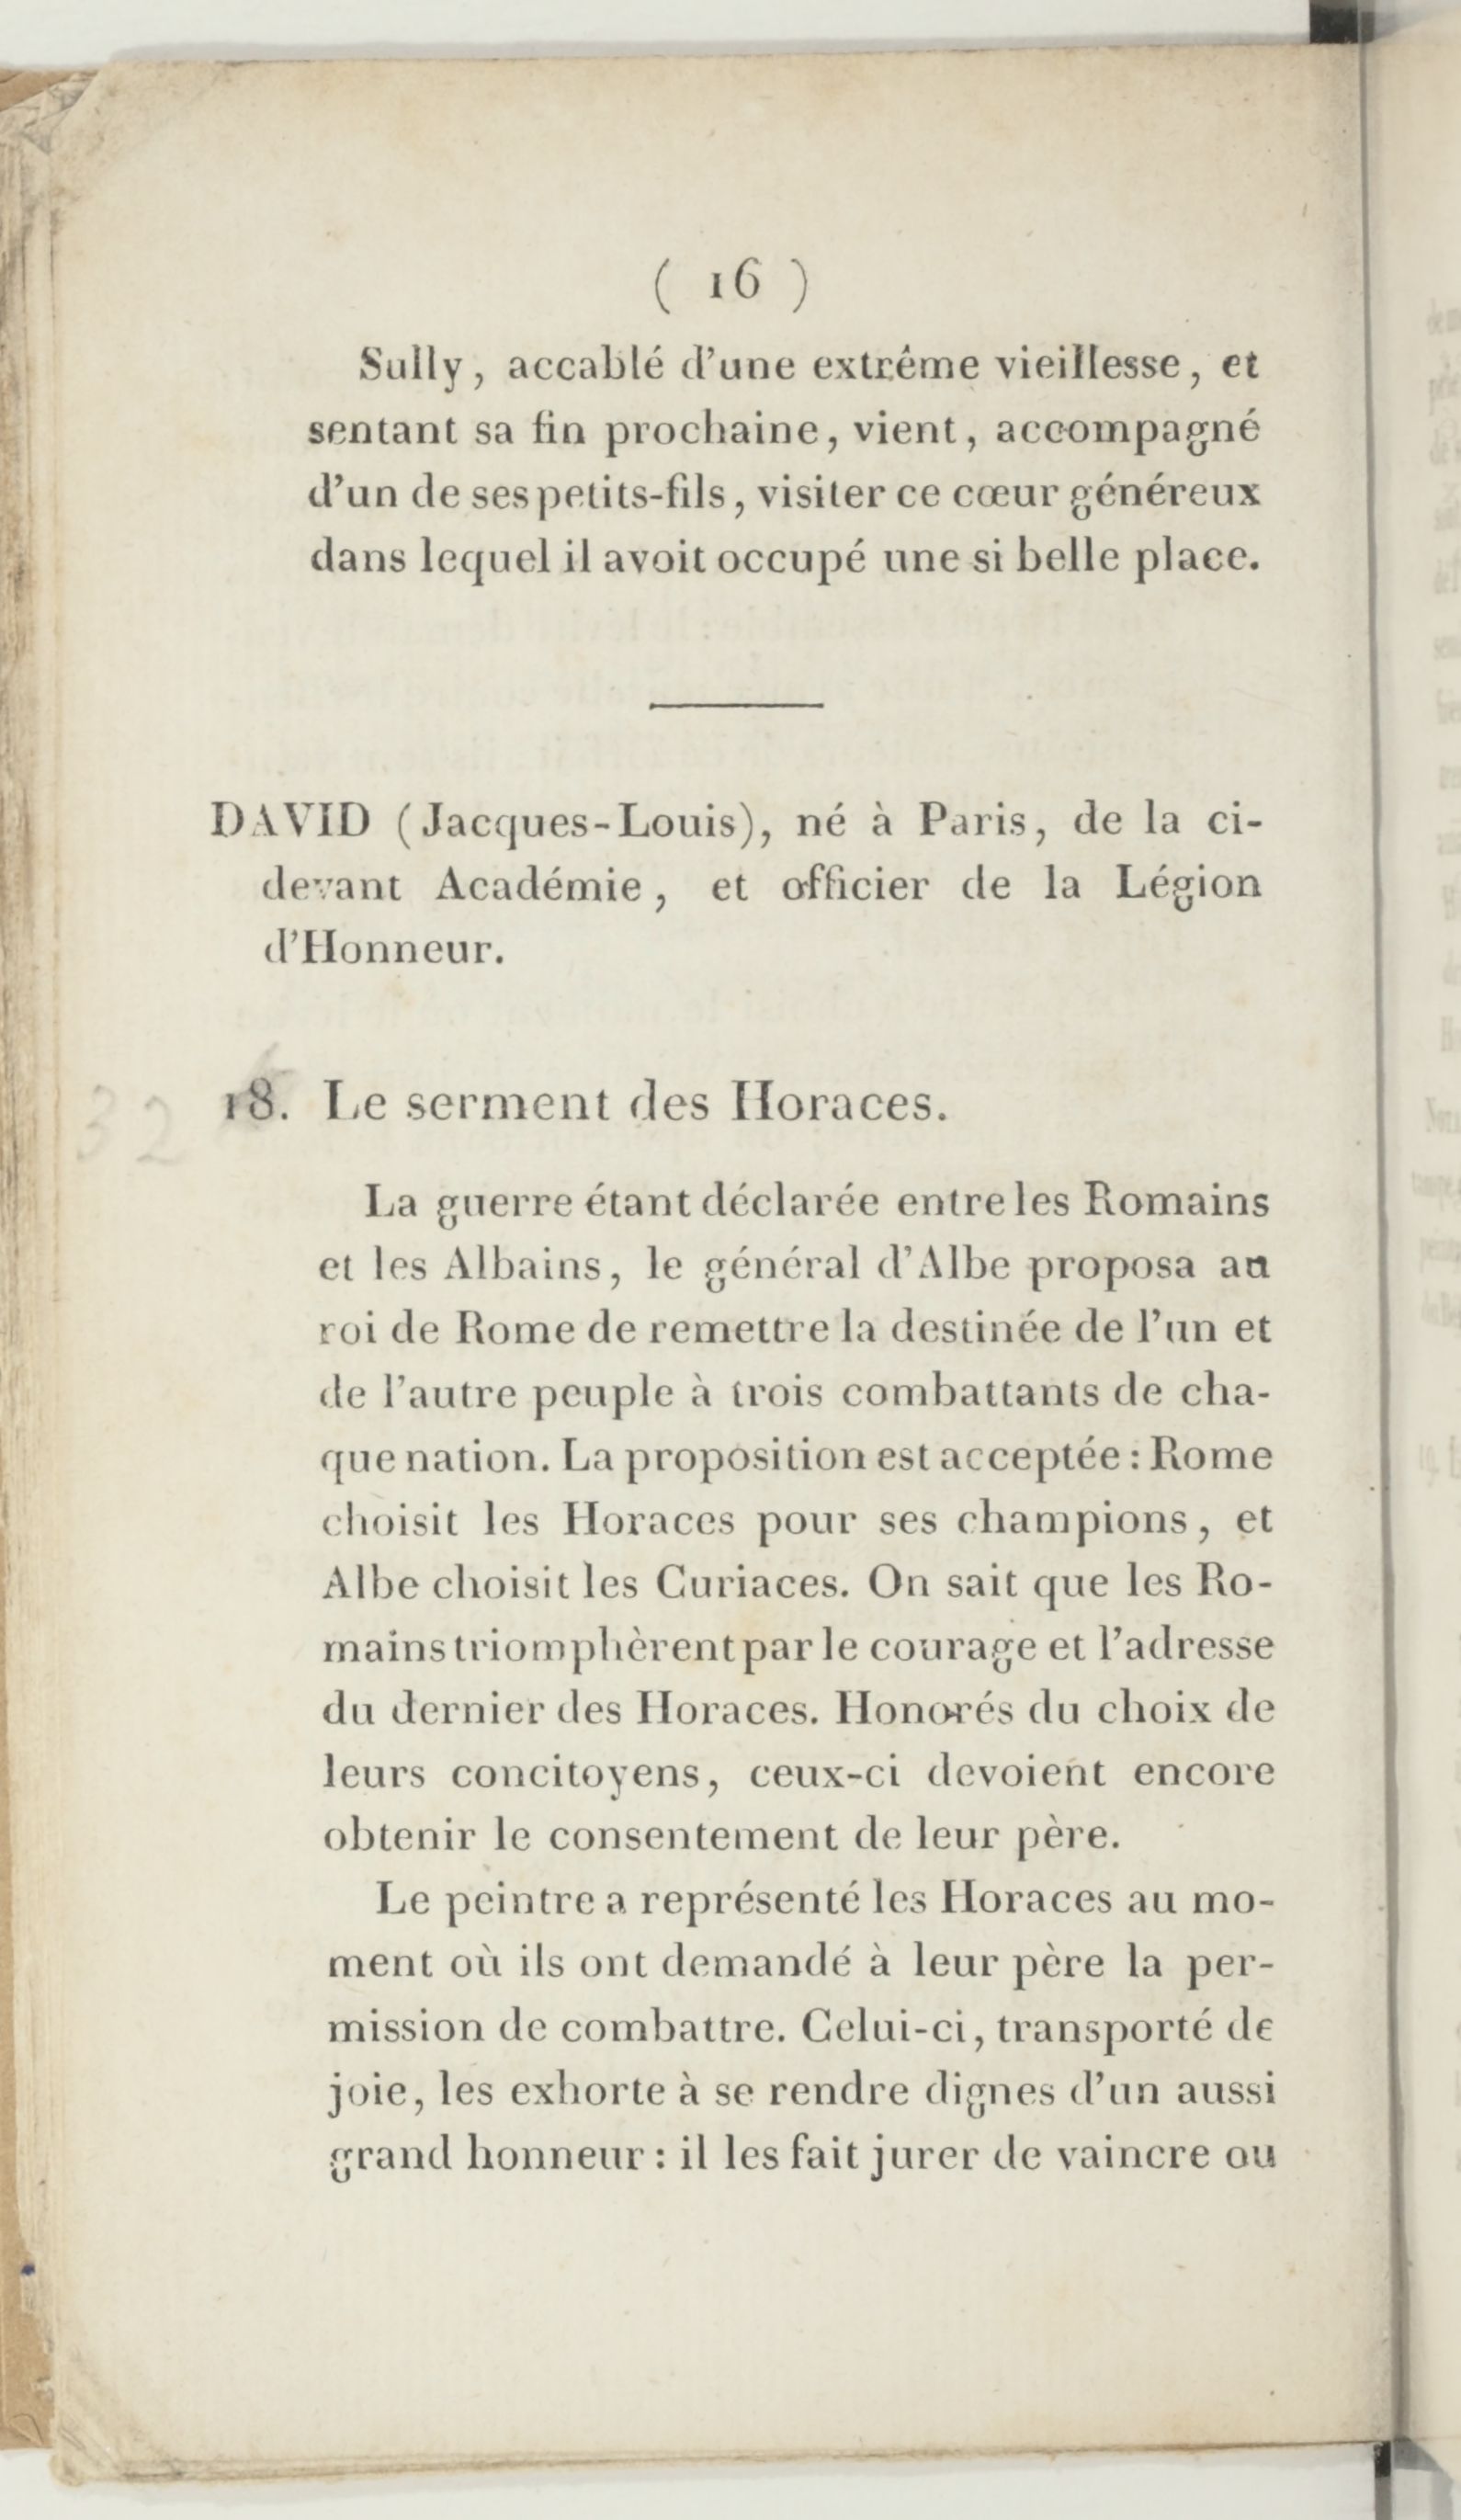 ( 16 )
Sully, accablé d'une extrême vieillesse, et
sentant sa fin prochaine, vient, accompagné
d'un de ses petits-fils, visiter ce cœur généreux
dans lequel il avoit occupé une si belle place.
DAVID (Jacques-Louis), né à Paris, de la ci-
devant Académie, et officier de la Légion
d'Honneur.
32 18. Le serment des Horaces.
La guerre étant déclarée entre les Romains
et les Albains, le général d'Albe proposa au
roi de Rome de remettre la destinée de l'un et
de l'autre peuple à trois combattants de cha-
que nation. La proposition est acceptée : Rome
choisit les Horaces pour ses champions, et
Albe choisit les Curiaces. On sait que les Ro-
mains triomphèrent par le courage et l'adresse
du dernier des Horaces. Honorés du choix de
leurs concitoyens, ceux-ci devoient encore
obtenir le consentement de leur père.
Le peintre a représenté les Horaces au mo-
ment où ils ont demandé à leur père la per-
mission de combattre. Celui-ci, transporté de
joie, les exhorte à se rendre dignes d'un aussi
grand honneur : il les fait jurer de vaincre ou